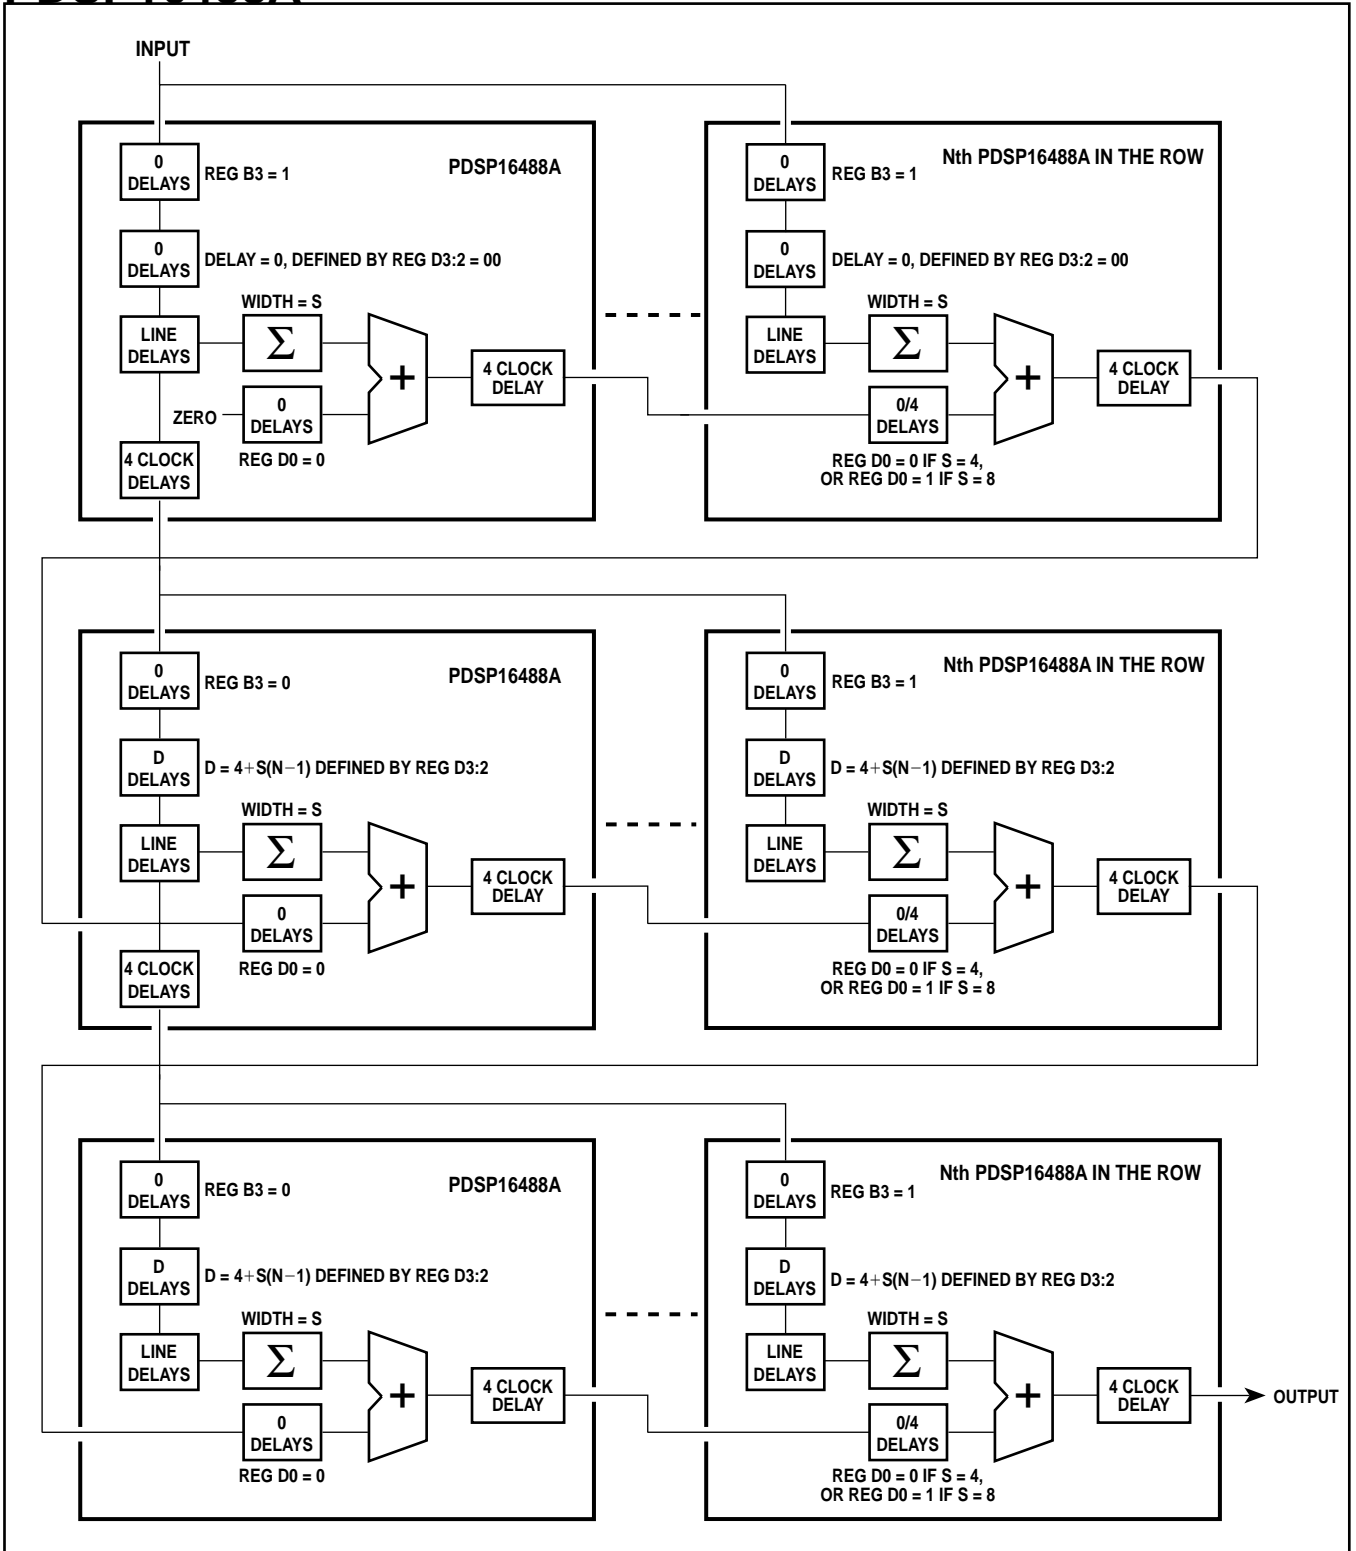 PDSP16488A
INPUT
0
DELAYS
REG B3 = 1
PDSP16488A
0
DELAYS
DELAY = 0, DEFINED BY REG D3:2 = 00
WIDTH = S
LINE
DELAYS
Σ
+
4 CLOCK
DELAY
ZERO
0
DELAYS
REG D0 = 0
4 CLOCK
DELAYS
Nth PDSP16488A IN THE ROW
0
DELAYS
REG B3 = 1
0
DELAYS
DELAY = 0, DEFINED BY REG D3:2 = 00
WIDTH = S
LINE
DELAYS
Σ
+
4 CLOCK
DELAY
0/4
DELAYS
REG D0 = 0 IF S = 4,
OR REG D0 = 1 IF S = 8
0
DELAYS
REG B3 = 0
PDSP16488A
D
DELAYS
D = 4+S(N−1) DEFINED BY REG D3:2
WIDTH = S
LINE
DELAYS
Σ
+
4 CLOCK
DELAY
0
DELAYS
REG D0 = 0
4 CLOCK
DELAYS
Nth PDSP16488A IN THE ROW
0
DELAYS
REG B3 = 1
D
DELAYS
D = 4+S(N−1) DEFINED BY REG D3:2
WIDTH = S
LINE
DELAYS
Σ
+
4 CLOCK
DELAY
0/4
DELAYS
REG D0 = 0 IF S = 4,
OR REG D0 = 1 IF S = 8
0
DELAYS
REG B3 = 0
PDSP16488A
D
DELAYS
D = 4+S(N−1) DEFINED BY REG D3:2
WIDTH = S
LINE
DELAYS
Σ
+
4 CLOCK
DELAY
0
DELAYS
REG D0 = 0
Nth PDSP16488A IN THE ROW
0
DELAYS
REG B3 = 1
D
DELAYS
D = 4+S(N−1) DEFINED BY REG D3:2
WIDTH = S
LINE
DELAYS
Σ
+
4 CLOCK
DELAY
OUTPUT
0/4
DELAYS
REG D0 = 0 IF S = 4,
OR REG D0 = 1 IF S = 8